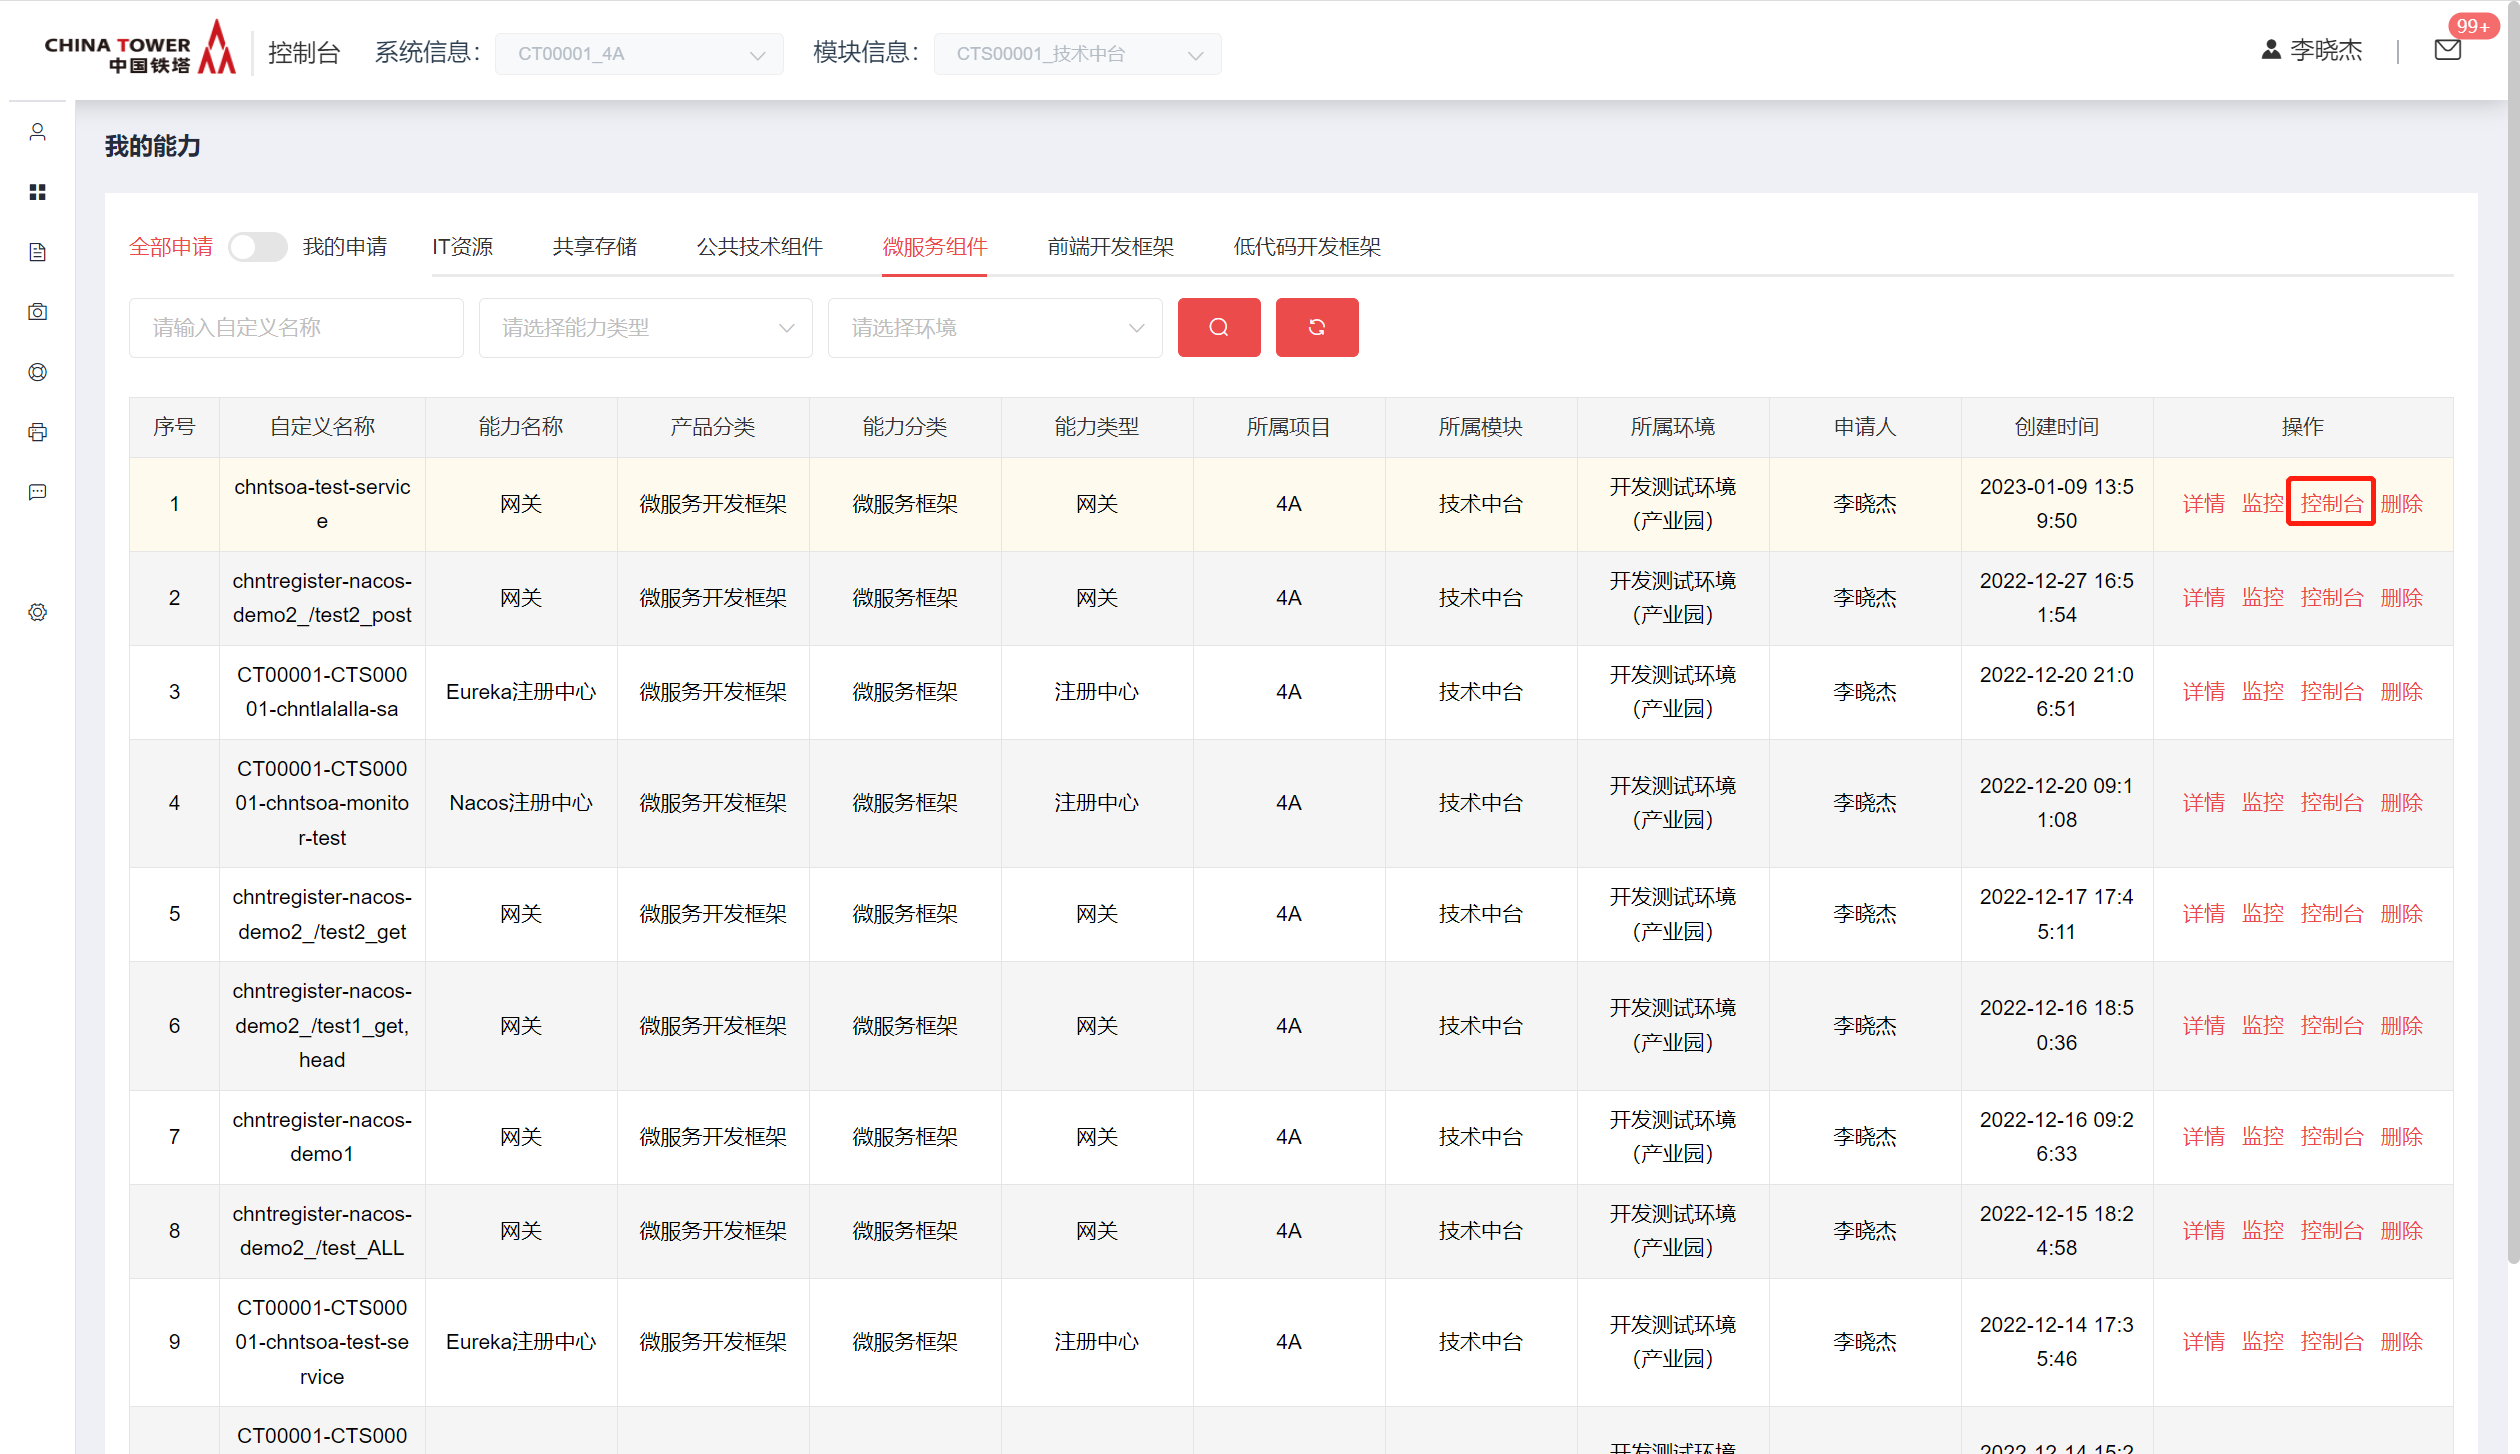 CHINA TOWER
中国铁塔
控制台
系统信息：
CT00001_4A
模块信息：
CTS00001_技术中台
李晓杰
99+
我的能力
全部申请 我的申请 IT资源 共享存储 公共技术组件 微服务组件 前端开发框架 低代码开发框架
请输入自定义名称 请选择能力类型 请选择环境
序号 自定义名称 能力名称 产品分类 能力分类 能力类型 所属项目 所属模块 所属环境 申请人 创建时间 操作
1 chntsoa-test-servic
e 网关 微服务开发框架 微服务框架 网关 4A 技术中台 开发测试环境
（产业园） 李晓杰 2023-01-09 13:5
9:50 详情 监控 控制台 删除
2 chntregister-nacos-
demo2_/test2_post 网关 微服务开发框架 微服务框架 网关 4A 技术中台 开发测试环境
（产业园） 李晓杰 2022-12-27 16:5
1:54 详情 监控 控制台 删除
3 CT00001-CTS000
01-chntlalalla-sa Eureka注册中心 微服务开发框架 微服务框架 注册中心 4A 技术中台 开发测试环境
（产业园） 李晓杰 2022-12-20 21:0
6:51 详情 监控 控制台 删除
4 CT00001-CTS000
01-chntsoa-monito
r-test Nacos注册中心 微服务开发框架 微服务框架 注册中心 4A 技术中台 开发测试环境
（产业园） 李晓杰 2022-12-20 09:1
1:08 详情 监控 控制台 删除
5 chntregister-nacos-
demo2_/test2_get 网关 微服务开发框架 微服务框架 网关 4A 技术中台 开发测试环境
（产业园） 李晓杰 2022-12-17 17:4
5:11 详情 监控 控制台 删除
6 chntregister-nacos-
demo2_/test1_get,
head 网关 微服务开发框架 微服务框架 网关 4A 技术中台 开发测试环境
（产业园） 李晓杰 2022-12-16 18:5
0:36 详情 监控 控制台 删除
7 chntregister-nacos-
demo1 网关 微服务开发框架 微服务框架 网关 4A 技术中台 开发测试环境
（产业园） 李晓杰 2022-12-16 09:2
6:33 详情 监控 控制台 删除
8 chntregister-nacos-
demo2_/test_ALL 网关 微服务开发框架 微服务框架 网关 4A 技术中台 开发测试环境
（产业园） 李晓杰 2022-12-15 18:2
4:58 详情 监控 控制台 删除
9 CT00001-CTS000
01-chntsoa-test-se
rvice Eureka注册中心 微服务开发框架 微服务框架 注册中心 4A 技术中台 开发测试环境
（产业园） 李晓杰 2022-12-14 17:3
5:46 详情 监控 控制台 删除
CT00001-CTS000 开发测试环境 2022-12-14 15:2